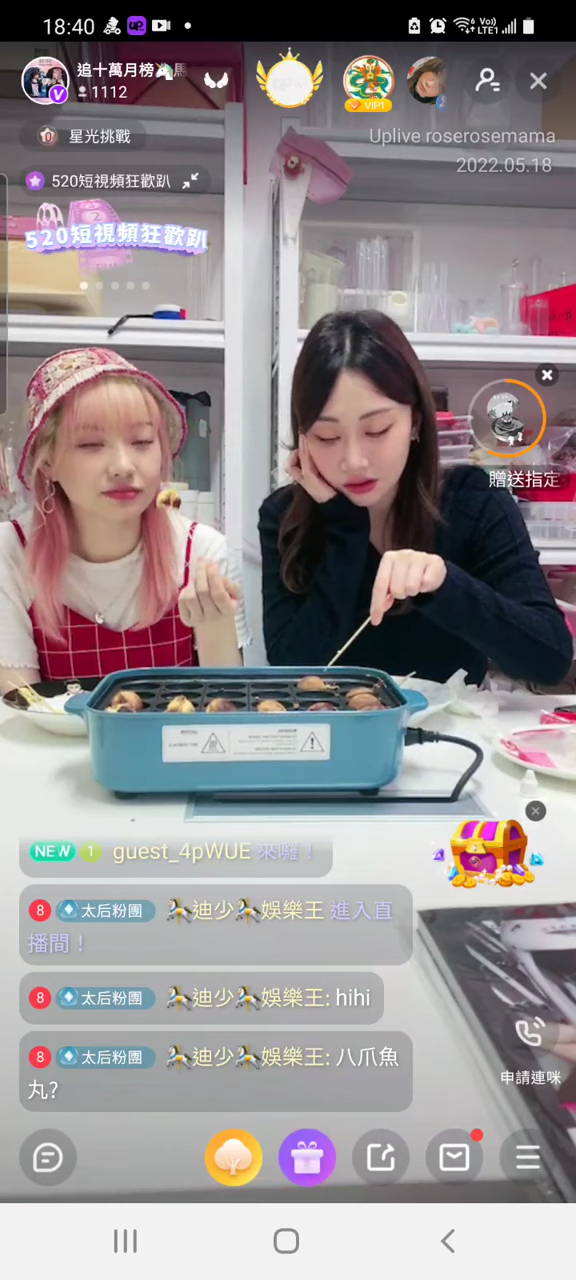 18:40
Vo))
LTE1
追十萬月榜🦄馬
1112
VIP1
星光挑戰
Uplive roserosemama
2022.05.18
520短視頻狂歡趴
520短視頻狂歡趴
贈送指定
NEW 1 guest_4pWUE 來囉！
8 太后粉團 🎠迪少🎠娛樂王 進入直
播間！
8 太后粉團 🎠迪少🎠娛樂王: hihi
8 太后粉團 🎠迪少🎠娛樂王: 八爪魚
丸?
申請連咪